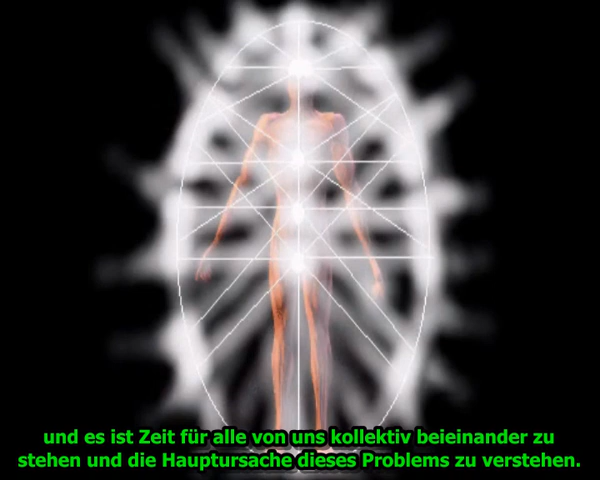 und es ist Zeit für alle von uns kollektiv beieinander zu
stehen und die Hauptursache dieses Problems zu verstehen.